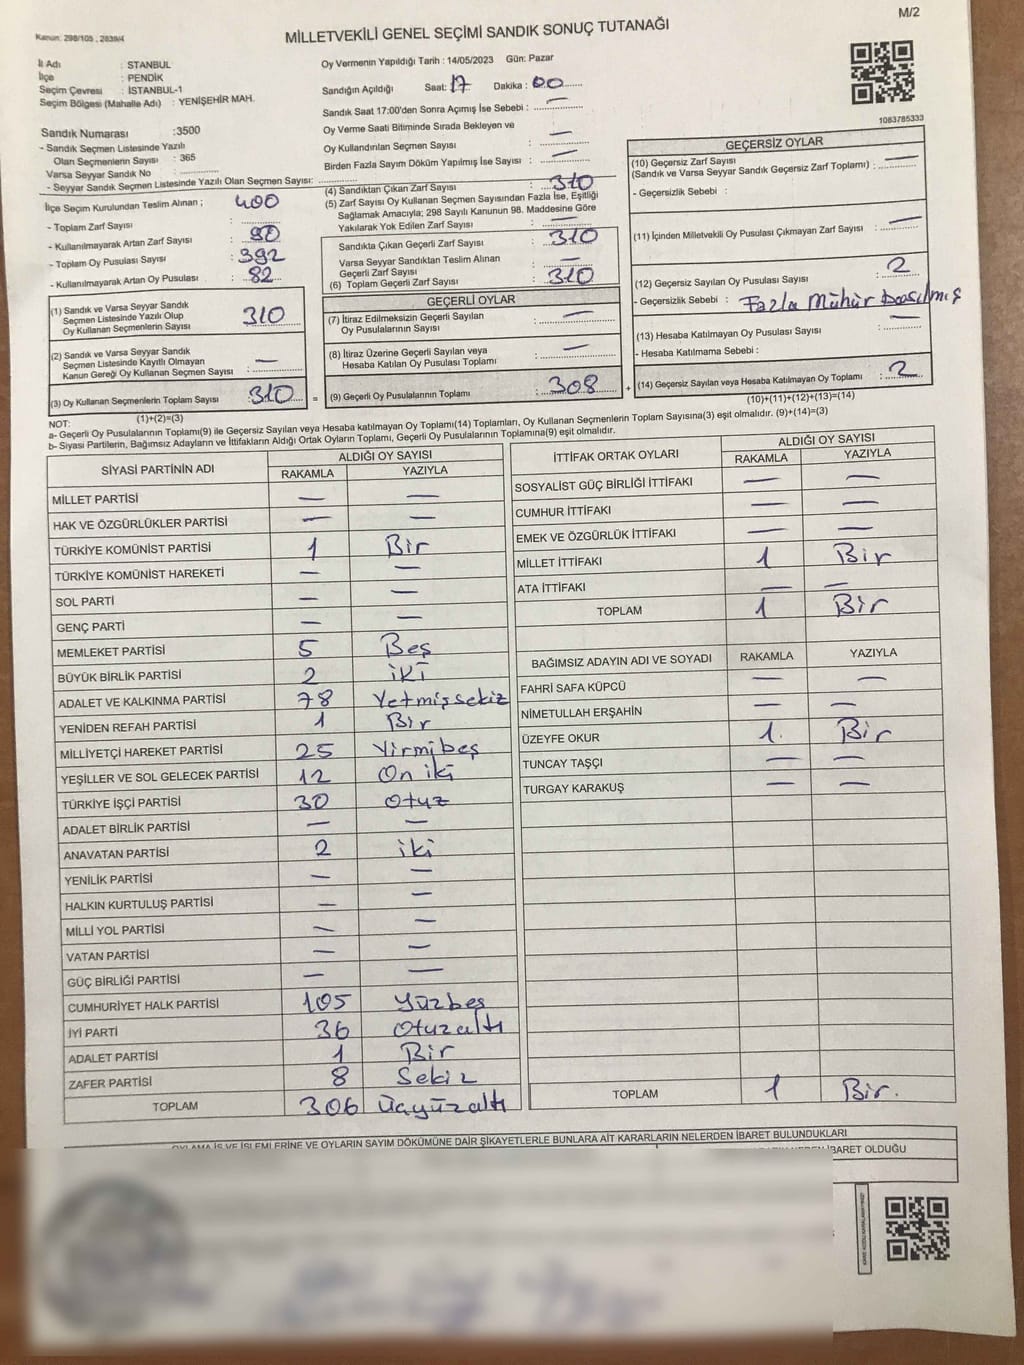 Kanun: 298/105 , 2839/4
M/2
MİLLETVEKİLİ GENEL SEÇİMİ SANDIK SONUÇ TUTANAĞI
İl Adı : STANBUL
İlçe : PENDİK
Seçim Çevresi : İSTANBUL-1
Seçim Bölgesi (Mahalle Adı) : YENİŞEHİR MAH.
Oy Vermenin Yapıldığı Tarih : 14/05/2023 Gün: Pazar
Sandığın Açıldığı Saat: 17 Dakika : 00
Sandık Saat 17:00'den Sonra Açımış İse Sebebi : —
Oy Verme Saati Bitiminde Sırada Bekleyen ve
Oy Kullandırılan Seçmen Sayısı : —
Birden Fazla Sayım Döküm Yapılmış İse Sayısı : —
1083785333
Sandık Numarası :3500
- Sandık Seçmen Listesinde Yazılı
Olan Seçmenlerin Sayısı : 365
Varsa Seyyar Sandık No :
- Seyyar Sandık Seçmen Listesinde Yazılı Olan Seçmen Sayısı:
İlçe Seçim Kurulundan Teslim Alınan ;
- Toplam Zarf Sayısı : 400
- Kullanılmayarak Artan Zarf Sayısı : 90
- Toplam Oy Pusulası Sayısı : 392
- Kullanılmayarak Artan Oy Pusulası : 82
(1) Sandık ve Varsa Seyyar Sandık
Seçmen Listesinde Yazılı Olup
Oy Kullanan Seçmenlerin Sayısı 310
(2) Sandık ve Varsa Seyyar Sandık
Seçmen Listesinde Kayıtlı Olmayan
Kanun Gereği Oy Kullanan Seçmen Sayısı : —
(3) Oy Kullanan Seçmenlerin Toplam Sayısı : 310
(1)+(2)=(3)
(4) Sandıktan Çıkan Zarf Sayısı : 310
(5) Zarf Sayısı Oy Kullanan Seçmen Sayısından Fazla İse, Eşitliği
Sağlamak Amacıyla; 298 Sayılı Kanunun 98. Maddesine Göre
Yakılarak Yok Edilen Zarf Sayısı : —
Sandıkta Çıkan Geçerli Zarf Sayısı : 310
Varsa Seyyar Sandıktan Teslim Alınan
Geçerli Zarf Sayısı : —
(6) Toplam Geçerli Zarf Sayısı : 310
GEÇERLİ OYLAR
(7) İtiraz Edilmeksizin Geçerli Sayılan
Oy Pusulalarının Sayısı : —
(8) İtiraz Üzerine Geçerli Sayılan veya
Hesaba Katılan Oy Pusulası Toplamı : —
= (9) Geçerli Oy Pusulalarının Toplamı : 308
GEÇERSİZ OYLAR
(10) Geçersiz Zarf Sayısı
(Sandık ve Varsa Seyyar Sandık Geçersiz Zarf Toplamı) : —
- Geçersizlik Sebebi :
(11) İçinden Milletvekili Oy Pusulası Çıkmayan Zarf Sayısı : —
(12) Geçersiz Sayılan Oy Pusulası Sayısı : 2
- Geçersizlik Sebebi : Fazla Mühür basılmış
(13) Hesaba Katılmayan Oy Pusulası Sayısı : —
- Hesaba Katılmama Sebebi :
+ (14) Geçersiz Sayılan veya Hesaba Katılmayan Oy Toplamı : 2
(10)+(11)+(12)+(13)=(14)
NOT:
a- Geçerli Oy Pusulalarının Toplamı(9) ile Geçersiz Sayılan veya Hesaba katılmayan Oy Toplamı(14) Toplamları, Oy Kullanan Seçmenlerin Toplam Sayısına(3) eşit olmalıdır. (9)+(14)=(3)
b- Siyasi Partilerin, Bağımsız Adayların ve İttifakların Aldığı Ortak Oyların Toplamı, Geçerli Oy Pusulalarının Toplamına(9) eşit olmalıdır.
SİYASİ PARTİNİN ADI ALDIĞI OY SAYISI
RAKAMLA YAZIYLA
MİLLET PARTİSİ — —
HAK VE ÖZGÜRLÜKLER PARTİSİ — —
TÜRKİYE KOMÜNİST PARTİSİ 1 Bir
TÜRKİYE KOMÜNİST HAREKETİ — —
SOL PARTİ — —
GENÇ PARTİ — —
MEMLEKET PARTİSİ 5 Beş
BÜYÜK BİRLİK PARTİSİ 2 iki
ADALET VE KALKINMA PARTİSİ 78 Yetmişsekiz
YENİDEN REFAH PARTİSİ 1 Bir
MİLLİYETÇİ HAREKET PARTİSİ 25 Yirmibeş
YEŞİLLER VE SOL GELECEK PARTİSİ 12 On iki
TÜRKİYE İŞÇİ PARTİSİ 30 Otuz
ADALET BİRLİK PARTİSİ — —
ANAVATAN PARTİSİ 2 iki
YENİLİK PARTİSİ — —
HALKIN KURTULUŞ PARTİSİ — —
MİLLİ YOL PARTİSİ — —
VATAN PARTİSİ — —
GÜÇ BİRLİĞİ PARTİSİ — —
CUMHURİYET HALK PARTİSİ 105 Yüzbeş
İYİ PARTİ 36 Otuzaltı
ADALET PARTİSİ 1 Bir
ZAFER PARTİSİ 8 Sekiz
TOPLAM 306 Üçyüzaltı
İTTİFAK ORTAK OYLARI ALDIĞI OY SAYISI
RAKAMLA YAZIYLA
SOSYALİST GÜÇ BİRLİĞİ İTTİFAKI — —
CUMHUR İTTİFAKI — —
EMEK VE ÖZGÜRLÜK İTTİFAKI — —
MİLLET İTTİFAKI 1 Bir
ATA İTTİFAKI — —
TOPLAM 1 Bir
BAĞIMSIZ ADAYIN ADI VE SOYADI RAKAMLA YAZIYLA
FAHRİ SAFA KÜPCÜ — —
NİMETULLAH ERŞAHİN — —
ÜZEYFE OKUR 1. Bir
TUNCAY TAŞÇI — —
TURGAY KARAKUŞ — —
TOPLAM 1 Bir.
OYLAMA İŞ VE İŞLEMLERİNE VE OYLARIN SAYIM DÖKÜMÜNE DAİR ŞİKAYETLERLE BUNLARA AİT KARARLARIN NELERDEN İBARET BULUNDUKLARI
İBARET OLDUĞU